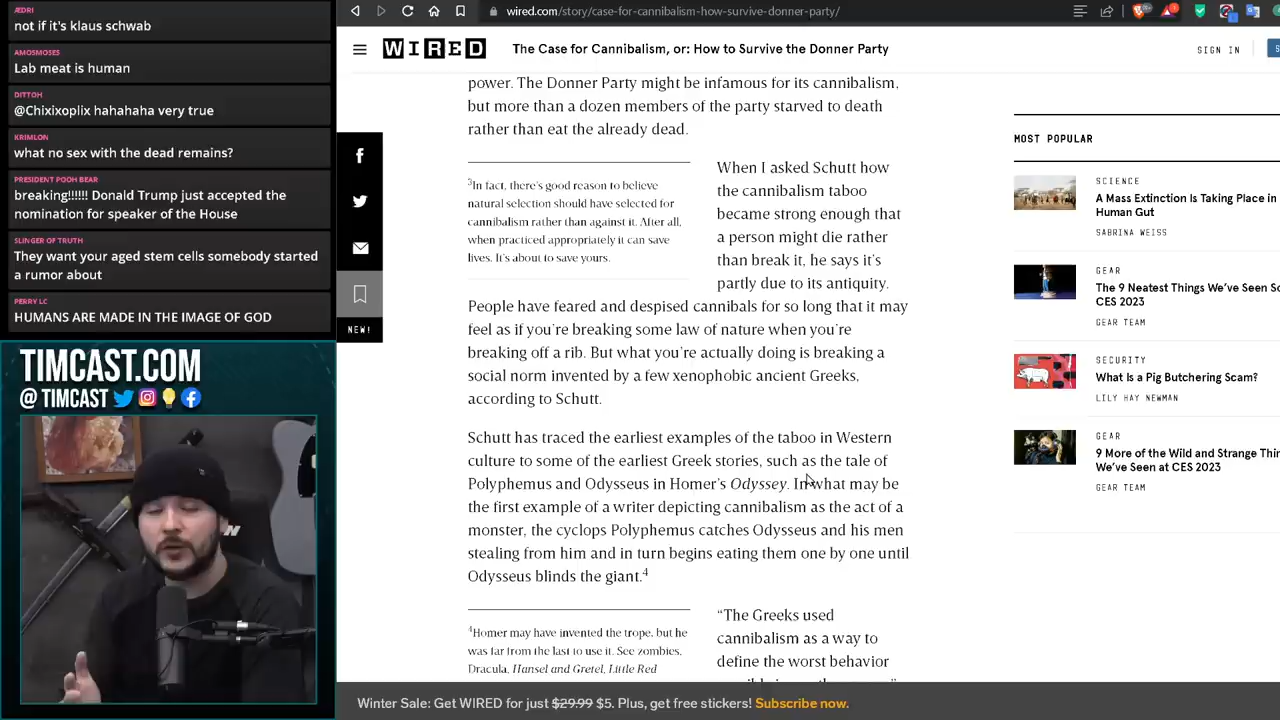 ÆDRI
not if it's klaus schwab
AMOSMOSES
Lab meat is human
DITTOH
@Chixixoplix hahahaha very true
KRIMLON
what no sex with the dead remains?
PRESIDENT POOH BEAR
breaking!!!!!! Donald Trump just accepted the
nomination for speaker of the House
SLINGER OF TRUTH
They want your aged stem cells somebody started
a rumor about
PERRY LC
HUMANS ARE MADE IN THE IMAGE OF GOD
TIMCAST.COM
@ TIMCAST
wired.com/story/case-for-cannibalism-how-survive-donner-party/
WIRED
The Case for Cannibalism, or: How to Survive the Donner Party
SIGN IN
S
NEW!
power. The Donner Party might be infamous for its cannibalism,
but more than a dozen members of the party starved to death
rather than eat the already dead.
3In fact, there's good reason to believe
natural selection should have selected for
cannibalism rather than against it. After all,
when practiced appropriately it can save
lives. It's about to save yours.
When I asked Schutt how
the cannibalism taboo
became strong enough that
a person might die rather
than break it, he says it's
partly due to its antiquity.
People have feared and despised cannibals for so long that it may
feel as if you're breaking some law of nature when you're
breaking off a rib. But what you're actually doing is breaking a
social norm invented by a few xenophobic ancient Greeks,
according to Schutt.
Schutt has traced the earliest examples of the taboo in Western
culture to some of the earliest Greek stories, such as the tale of
Polyphemus and Odysseus in Homer's Odyssey. In what may be
the first example of a writer depicting cannibalism as the act of a
monster, the cyclops Polyphemus catches Odysseus and his men
stealing from him and in turn begins eating them one by one until
Odysseus blinds the giant.4
4Homer may have invented the trope, but he
was far from the last to use it. See zombies,
Dracula, Hansel and Gretel, Little Red
"The Greeks used
cannibalism as a way to
define the worst behavior
MOST POPULAR
SCIENCE
A Mass Extinction Is Taking Place in
Human Gut
SABRINA WEISS
GEAR
The 9 Neatest Things We've Seen So
CES 2023
GEAR TEAM
SECURITY
What Is a Pig Butchering Scam?
LILY HAY NEWMAN
GEAR
9 More of the Wild and Strange Thin
We've Seen at CES 2023
GEAR TEAM
Winter Sale: Get WIRED for just $29.99 $5. Plus, get free stickers! Subscribe now.